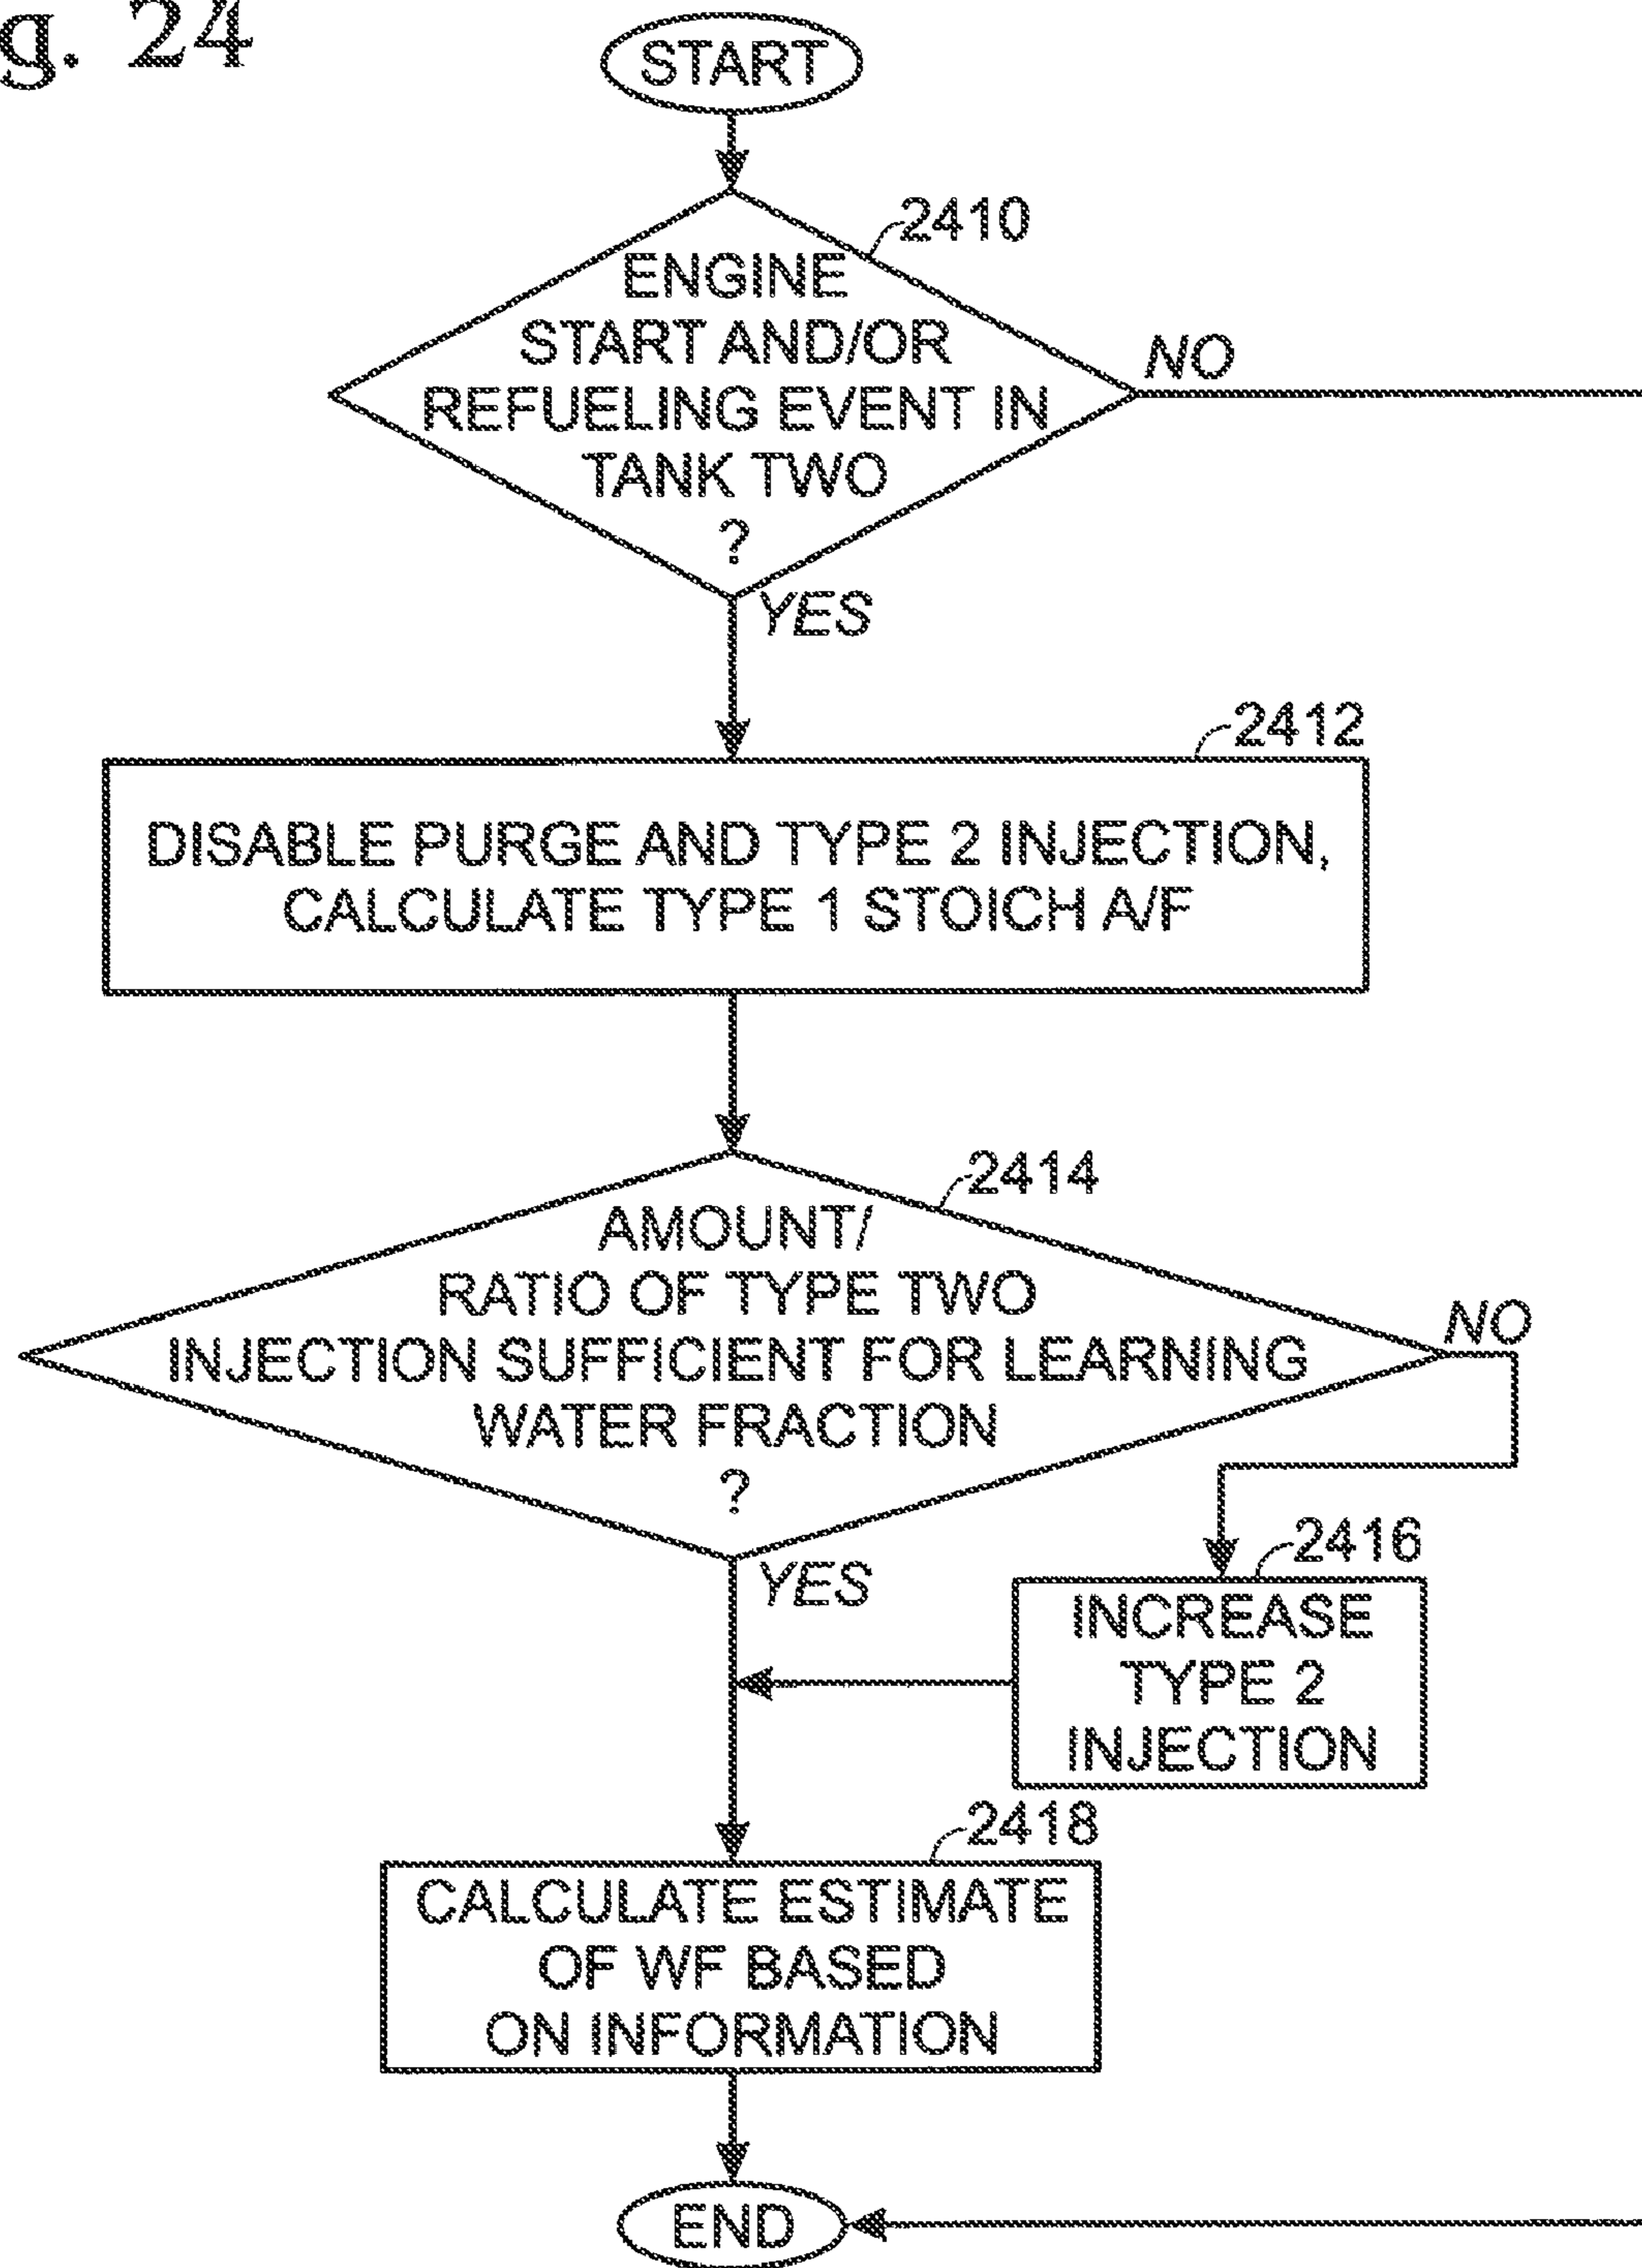 g. 24
START
2410
ENGINE
START AND/OR
REFUELING EVENT IN
TANK TWO
?
NO
YES
2412
DISABLE PURGE AND TYPE 2 INJECTION,
CALCULATE TYPE 1 STOICH A/F
2414
AMOUNT/
RATIO OF TYPE TWO
INJECTION SUFFICIENT FOR LEARNING
WATER FRACTION
?
NO
YES
2416
INCREASE
TYPE 2
INJECTION
2418
CALCULATE ESTIMATE
OF WF BASED
ON INFORMATION
END